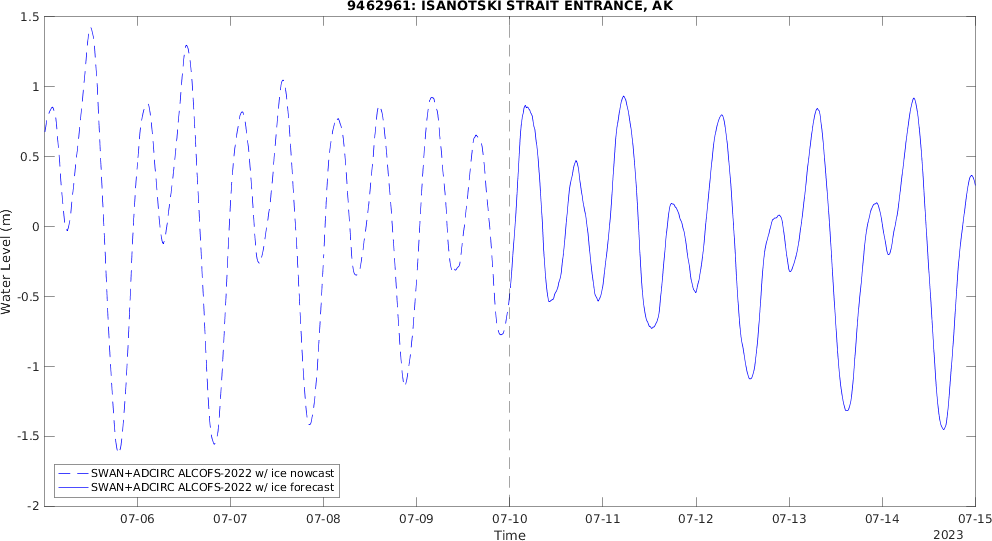 9462961: ISANOTSKI STRAIT ENTRANCE, AK
Water Level (m)
1.5
1
0.5
0
-0.5
-1
-1.5
-2
SWAN+ADCIRC ALCOFS-2022 w/ ice nowcast
SWAN+ADCIRC ALCOFS-2022 w/ ice forecast
07-06 07-07 07-08 07-09 07-10 07-11 07-12 07-13 07-14 07-15
Time
2023